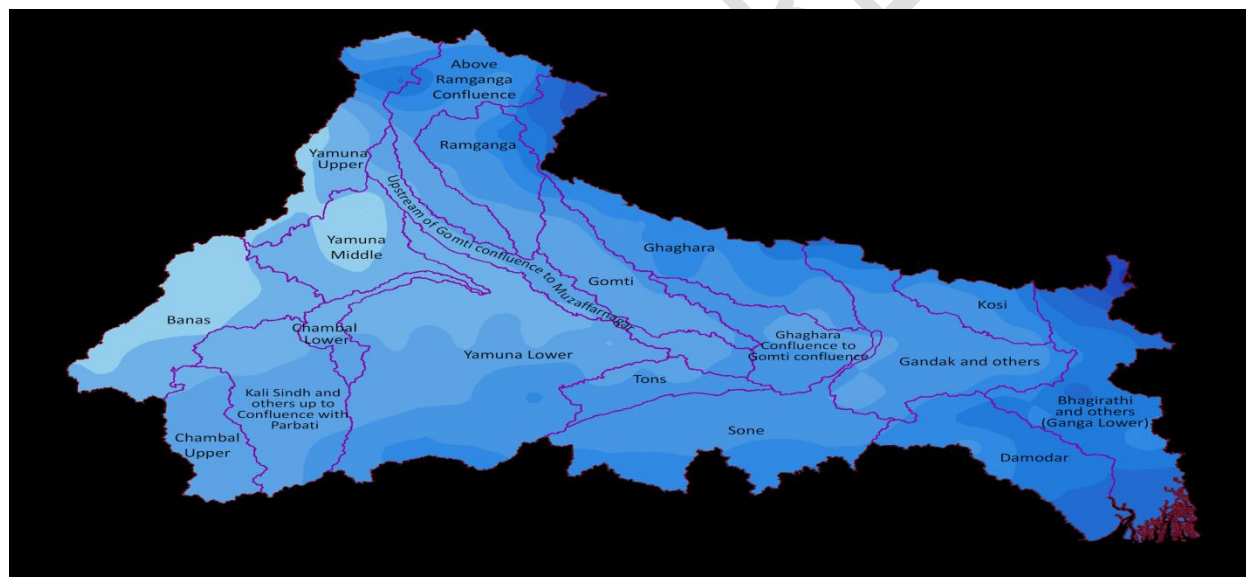 Above
Ramganga
Confluence
Ramganga
Yamuna
Upper
Upstream of Gomti confluence to Muzaffarnagar
Yamuna
Middle
Ghaghara
Gomti
Kosi
Banas
Chambal
Lower
Yamuna Lower
Ghaghara
Confluence to
Gomti confluence
Gandak and others
Tons
Kali Sindh and
others up to
Confluence with
Parbati
Bhagirathi
and others
(Ganga Lower)
Chambal
Upper
Sone
Damodar